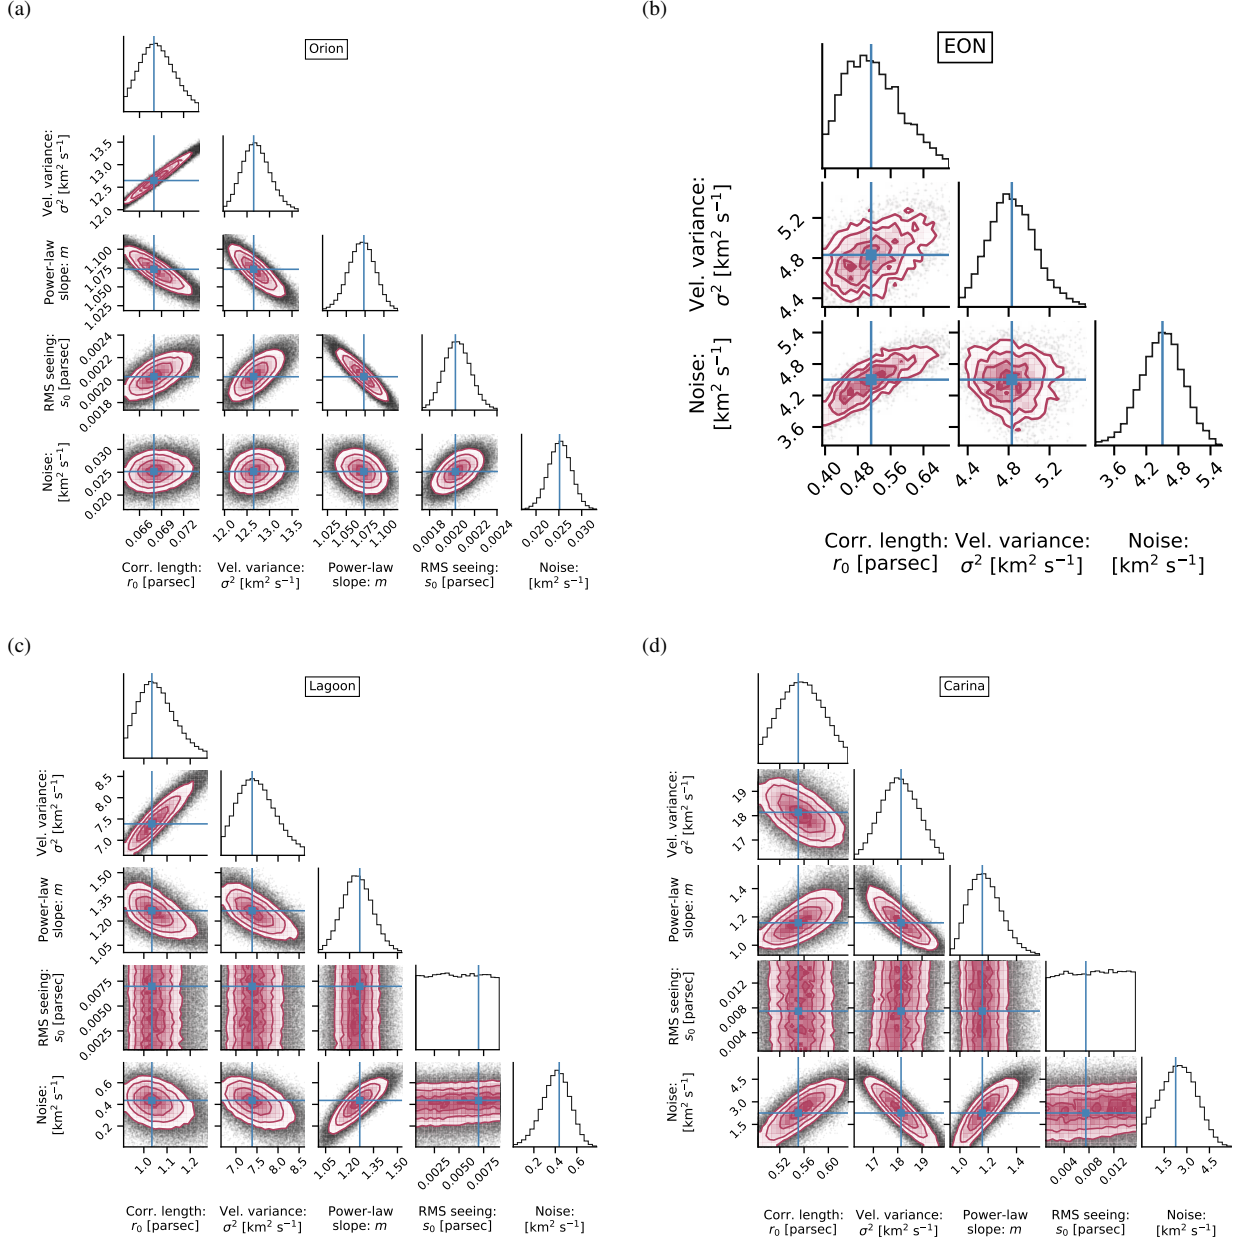 (a)
Orion
Vel. variance:
σ² [km² s⁻¹]
13.5
13.0
12.5
12.0
Power-law
slope: m
1.100
1.075
1.050
1.025
RMS seeing:
s₀ [parsec]
0.0024
0.0022
0.0020
0.0018
Noise:
[km² s⁻¹]
0.030
0.025
0.020
0.066 0.069 0.072
12.0 12.5 13.0 13.5
1.025 1.050 1.075 1.100
0.0018 0.0020 0.0022 0.0024
0.020 0.025 0.030
Corr. length:
r₀ [parsec]
Vel. variance:
σ² [km² s⁻¹]
Power-law
slope: m
RMS seeing:
s₀ [parsec]
Noise:
[km² s⁻¹]
(b)
EON
Vel. variance:
σ² [km² s⁻¹]
5.2
4.8
4.4
Noise:
[km² s⁻¹]
5.4
4.8
4.2
3.6
0.40 0.48 0.56 0.64
4.4 4.8 5.2
3.6 4.2 4.8 5.4
Corr. length:
r₀ [parsec]
Vel. variance:
σ² [km² s⁻¹]
Noise:
[km² s⁻¹]
(c)
Lagoon
Vel. variance:
σ² [km² s⁻¹]
8.5
8.0
7.5
7.0
Power-law
slope: m
1.50
1.35
1.20
1.05
RMS seeing:
s₀ [parsec]
0.0075
0.0050
0.0025
Noise:
[km² s⁻¹]
0.6
0.4
0.2
1.0 1.1 1.2
7.0 7.5 8.0 8.5
1.05 1.20 1.35 1.50
0.0025 0.0050 0.0075
0.2 0.4 0.6
Corr. length:
r₀ [parsec]
Vel. variance:
σ² [km² s⁻¹]
Power-law
slope: m
RMS seeing:
s₀ [parsec]
Noise:
[km² s⁻¹]
(d)
Carina
Vel. variance:
σ² [km² s⁻¹]
19
18
17
Power-law
slope: m
1.4
1.2
1.0
RMS seeing:
s₀ [parsec]
0.012
0.008
0.004
Noise:
[km² s⁻¹]
4.5
3.0
1.5
0.52 0.56 0.60
17 18 19
1.0 1.2 1.4
0.004 0.008 0.012
1.5 3.0 4.5
Corr. length:
r₀ [parsec]
Vel. variance:
σ² [km² s⁻¹]
Power-law
slope: m
RMS seeing:
s₀ [parsec]
Noise:
[km² s⁻¹]